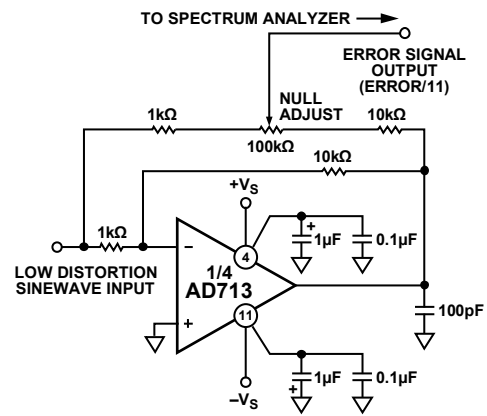 TO SPECTRUM ANALYZER
ERROR SIGNAL
OUTPUT
(ERROR/11)
1kΩ
NULL
ADJUST
10kΩ
100kΩ
10kΩ
+VS
1kΩ
–
4
+
1µF
0.1µF
LOW DISTORTION
SINEWAVE INPUT
1/4
AD713
+
11
100pF
1µF
0.1µF
+
–VS